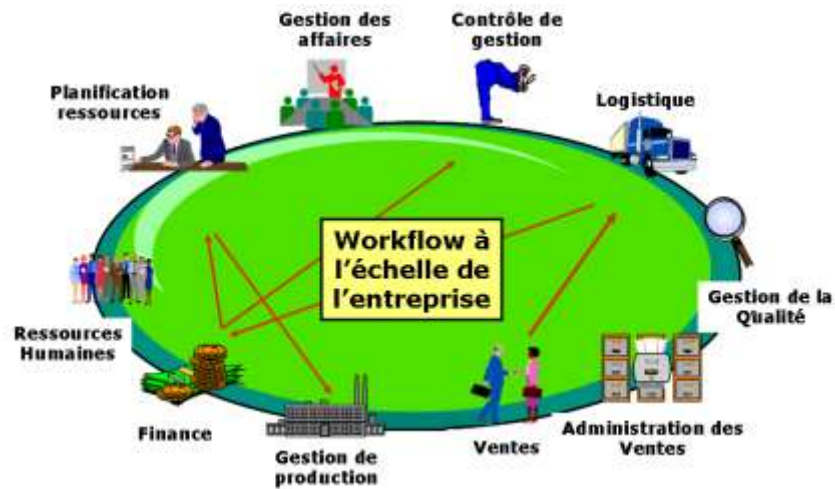 Gestion des
affaires
Contrôle de
gestion
Planification
ressources
Logistique
Workflow à
l'échelle de
l'entreprise
Gestion de la
Qualité
Ressources
Humaines
Finance
Gestion de
production
Ventes
Administration des
Ventes